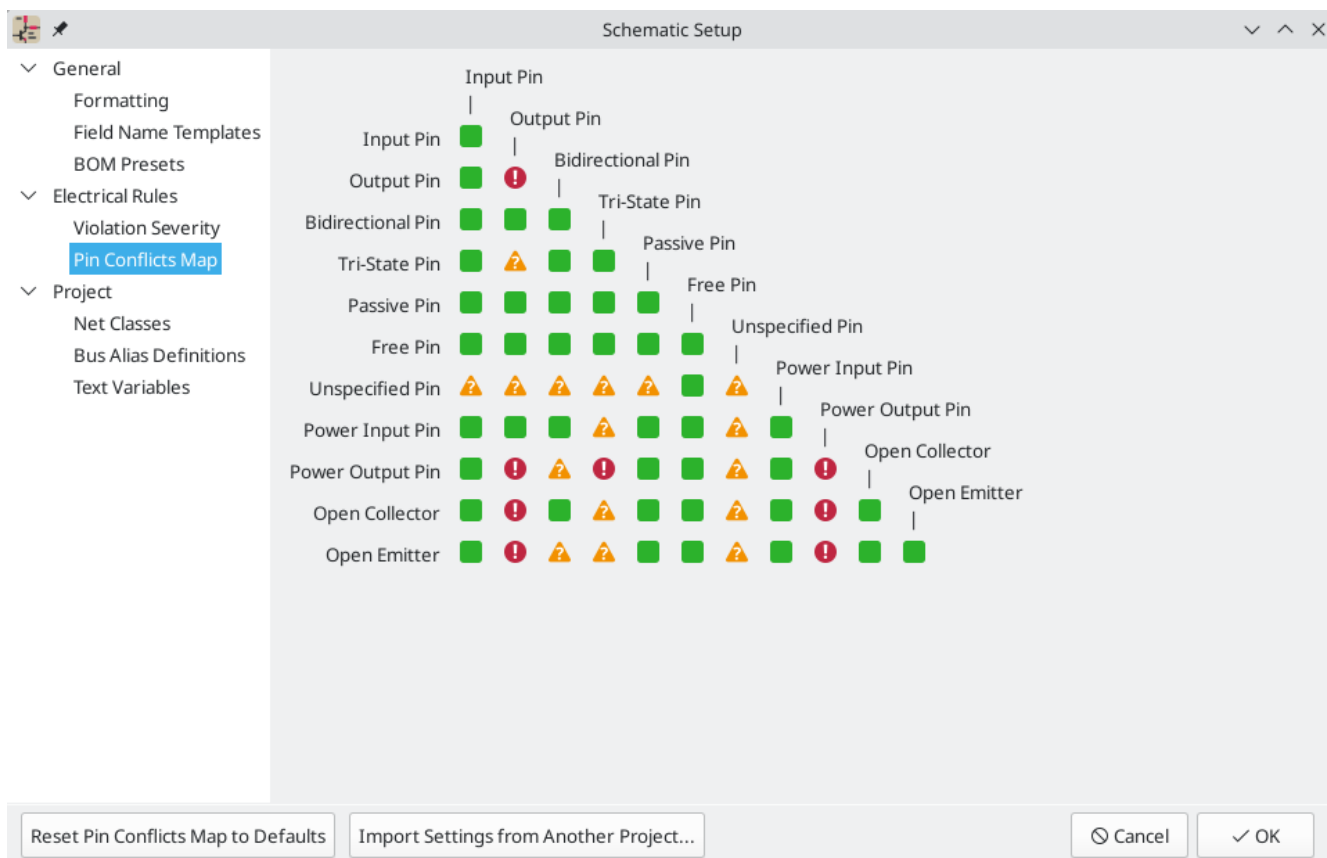 Schematic Setup
General
Formatting
Field Name Templates
BOM Presets
Electrical Rules
Violation Severity
Pin Conflicts Map
Project
Net Classes
Bus Alias Definitions
Text Variables
Input Pin
Output Pin
Bidirectional Pin
Tri-State Pin
Passive Pin
Free Pin
Unspecified Pin
Power Input Pin
Power Output Pin
Open Collector
Open Emitter
Input Pin
Output Pin
Bidirectional Pin
Tri-State Pin
Passive Pin
Free Pin
Unspecified Pin
Power Input Pin
Power Output Pin
Open Collector
Open Emitter
Reset Pin Conflicts Map to Defaults
Import Settings from Another Project...
Cancel
OK